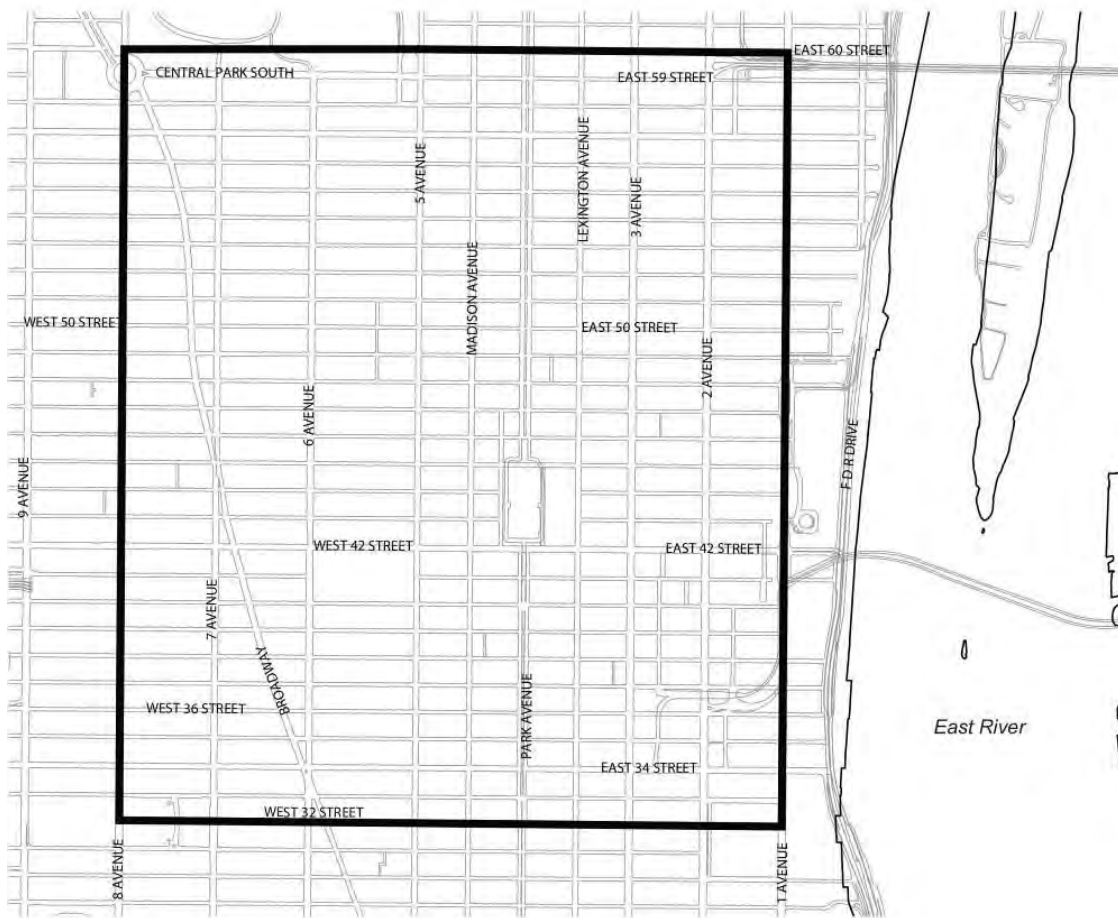 EAST 60 STREET
CENTRAL PARK SOUTH
EAST 59 STREET
5 AVENUE
LEXINGTON AVENUE
3 AVENUE
MADISON AVENUE
WEST 50 STREET
EAST 50 STREET
2 AVENUE
6 AVENUE
F D R DRIVE
9 AVENUE
WEST 42 STREET
EAST 42 STREET
7 AVENUE
BROADWAY
PARK AVENUE
WEST 36 STREET
East River
EAST 34 STREET
WEST 32 STREET
8 AVENUE
1 AVENUE